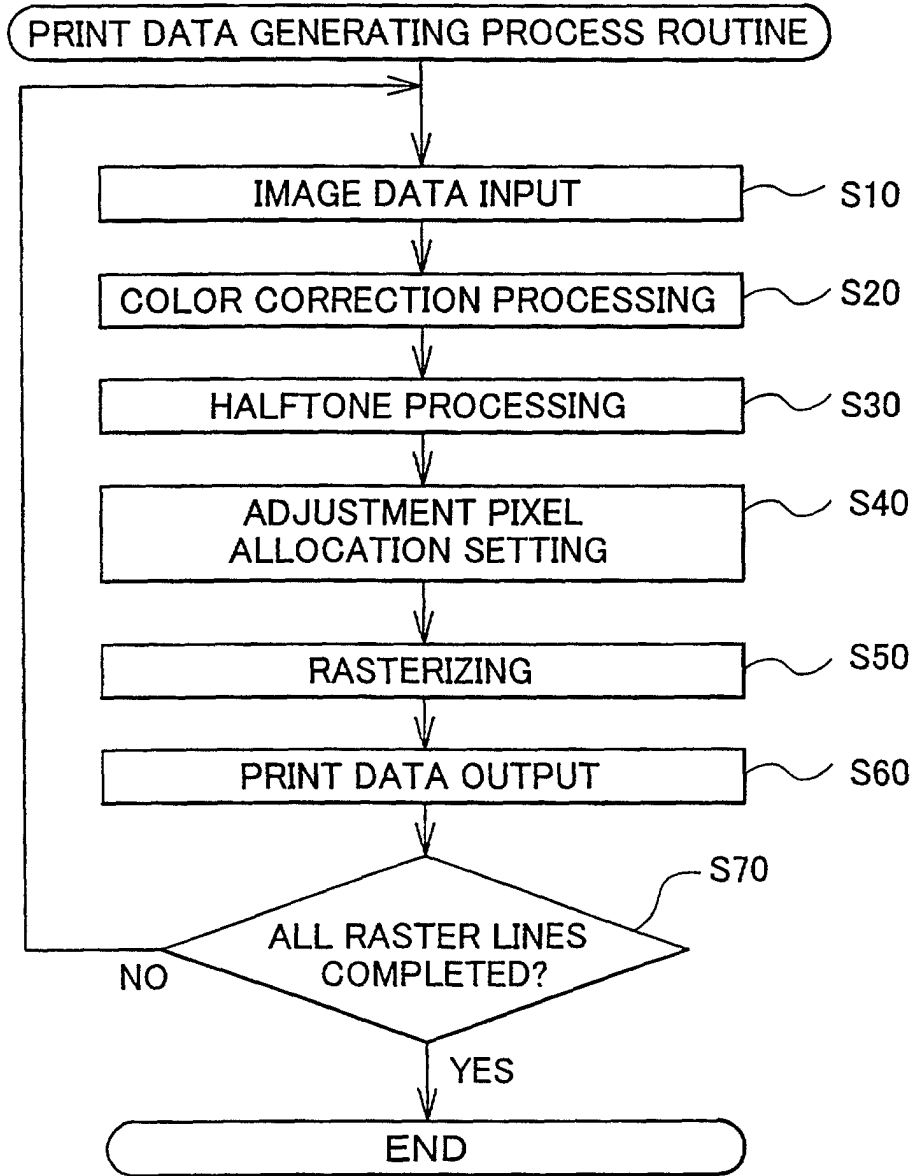 PRINT DATA GENERATING PROCESS ROUTINE
IMAGE DATA INPUT
S10
COLOR CORRECTION PROCESSING
S20
HALFTONE PROCESSING
S30
ADJUSTMENT PIXEL
ALLOCATION SETTING
S40
RASTERIZING
S50
PRINT DATA OUTPUT
S60
S70
ALL RASTER LINES
COMPLETED?
NO
YES
END